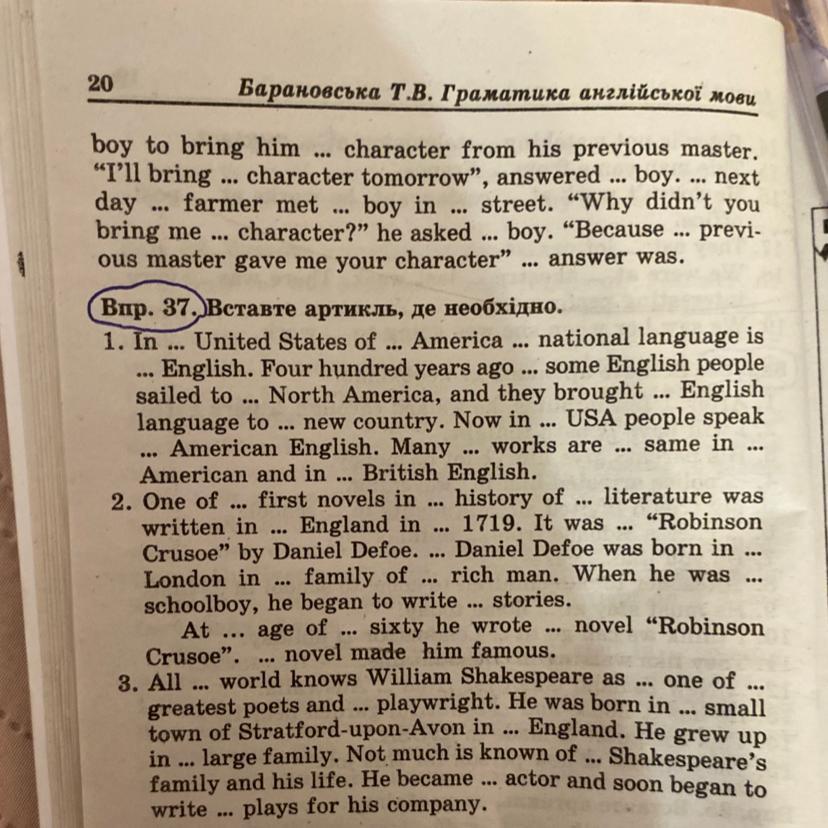 20 Барановська Т.В. Граматика англійської мови
boy to bring him ... character from his previous master.
“I’ll bring ... character tomorrow”, answered ... boy. ... next
day ... farmer met ... boy in ... street. “Why didn’t you
bring me ... character?” he asked ... boy. “Because ... previ-
ous master gave me your character” ... answer was.
Впр. 37. Вставте артикль, де необхідно.
1. In ... United States of ... America ... national language is
... English. Four hundred years ago ... some English people
sailed to ... North America, and they brought ... English
language to ... new country. Now in ... USA people speak
... American English. Many ... works are ... same in ...
American and in ... British English.
2. One of ... first novels in ... history of ... literature was
written in ... England in ... 1719. It was ... “Robinson
Crusoe” by Daniel Defoe. ... Daniel Defoe was born in ...
London in ... family of ... rich man. When he was ...
schoolboy, he began to write ... stories.
At ... age of ... sixty he wrote ... novel “Robinson
Crusoe”. ... novel made him famous.
3. All ... world knows William Shakespeare as ... one of ...
greatest poets and ... playwright. He was born in ... small
town of Stratford-upon-Avon in ... England. He grew up
in ... large family. Not much is known of ... Shakespeare’s
family and his life. He became ... actor and soon began to
write ... plays for his company.